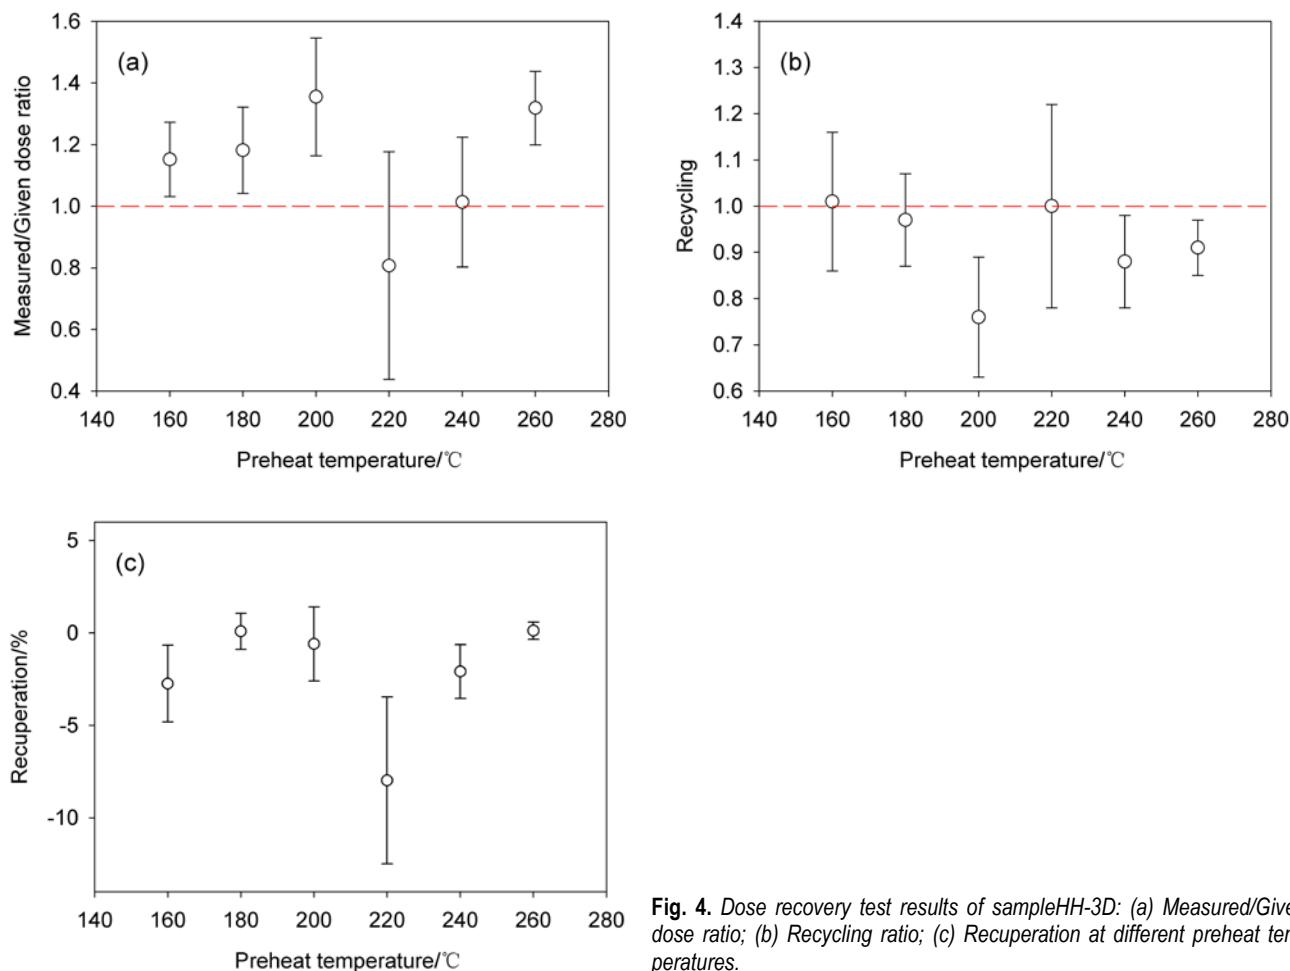 (a)
Measured/Given dose ratio
1.6
1.4
1.2
1.0
0.8
0.6
0.4
140 160 180 200 220 240 260 280
Preheat temperature/℃
(b)
Recycling
1.4
1.3
1.2
1.1
1.0
0.9
0.8
0.7
0.6
140 160 180 200 220 240 260 280
Preheat temperature/℃
(c)
Recuperation/%
5
0
-5
-10
140 160 180 200 220 240 260 280
Preheat temperature/℃
Fig. 4. Dose recovery test results of sampleHH-3D: (a) Measured/Give
dose ratio; (b) Recycling ratio; (c) Recuperation at different preheat ter
peratures.